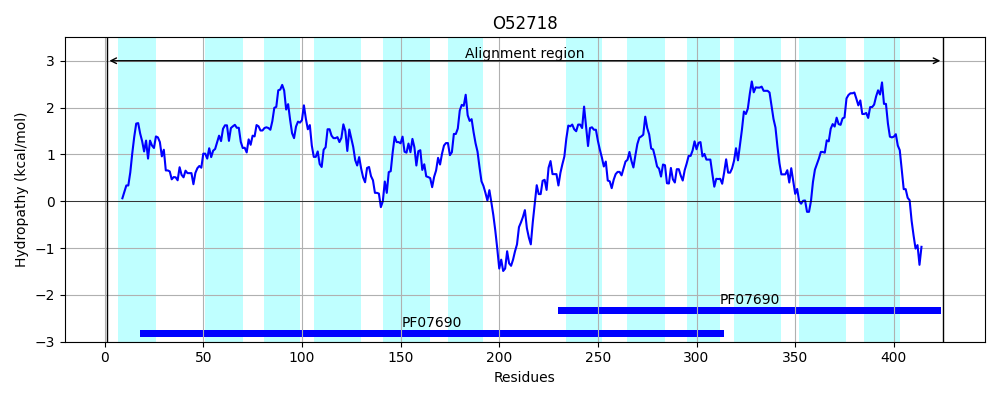 O52718
Alignment region
3
2
1
0
−1
−2
−3
Hydropathy (kcal/mol)
PF07690
PF07690
0 50 100 150 200 250 300 350 400
Residues